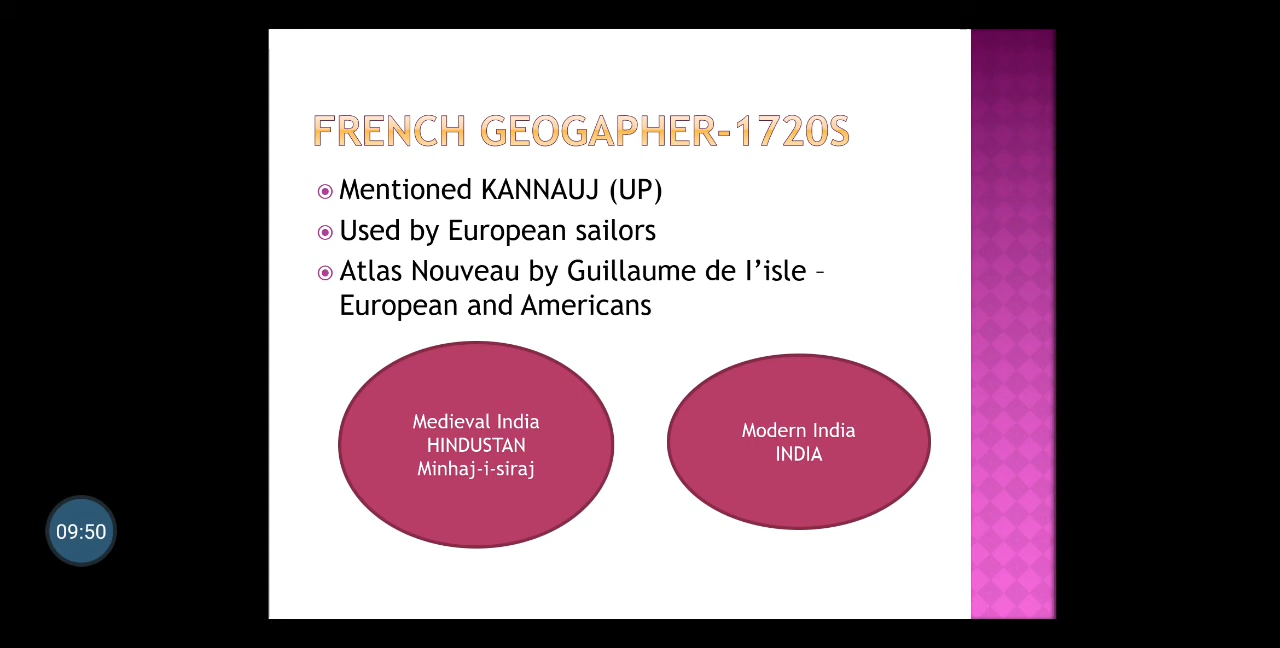 FRENCH GEOGAPHER-1720S
Mentioned KANNAUJ (UP)
Used by European sailors
Atlas Nouveau by Guillaume de l’isle –
European and Americans
Medieval India
HINDUSTAN
Minhaj-i-siraj
Modern India
INDIA
09:50